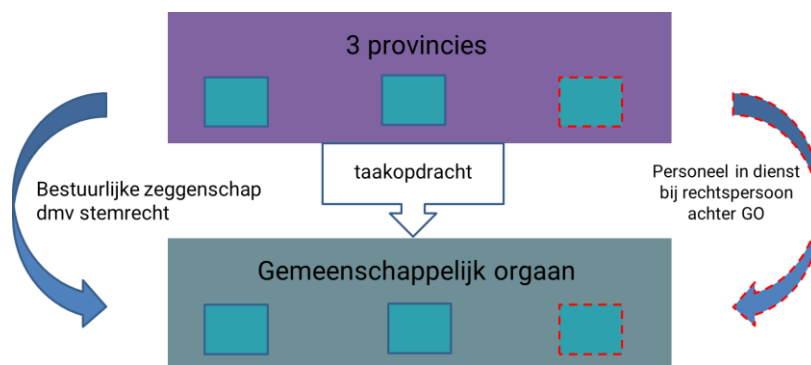 3 provincies
taakopdracht
Bestuurlijke zeggenschap
dmv stemrecht
Personeel in dienst
bij rechtspersoon
achter GO
Gemeenschappelijk orgaan